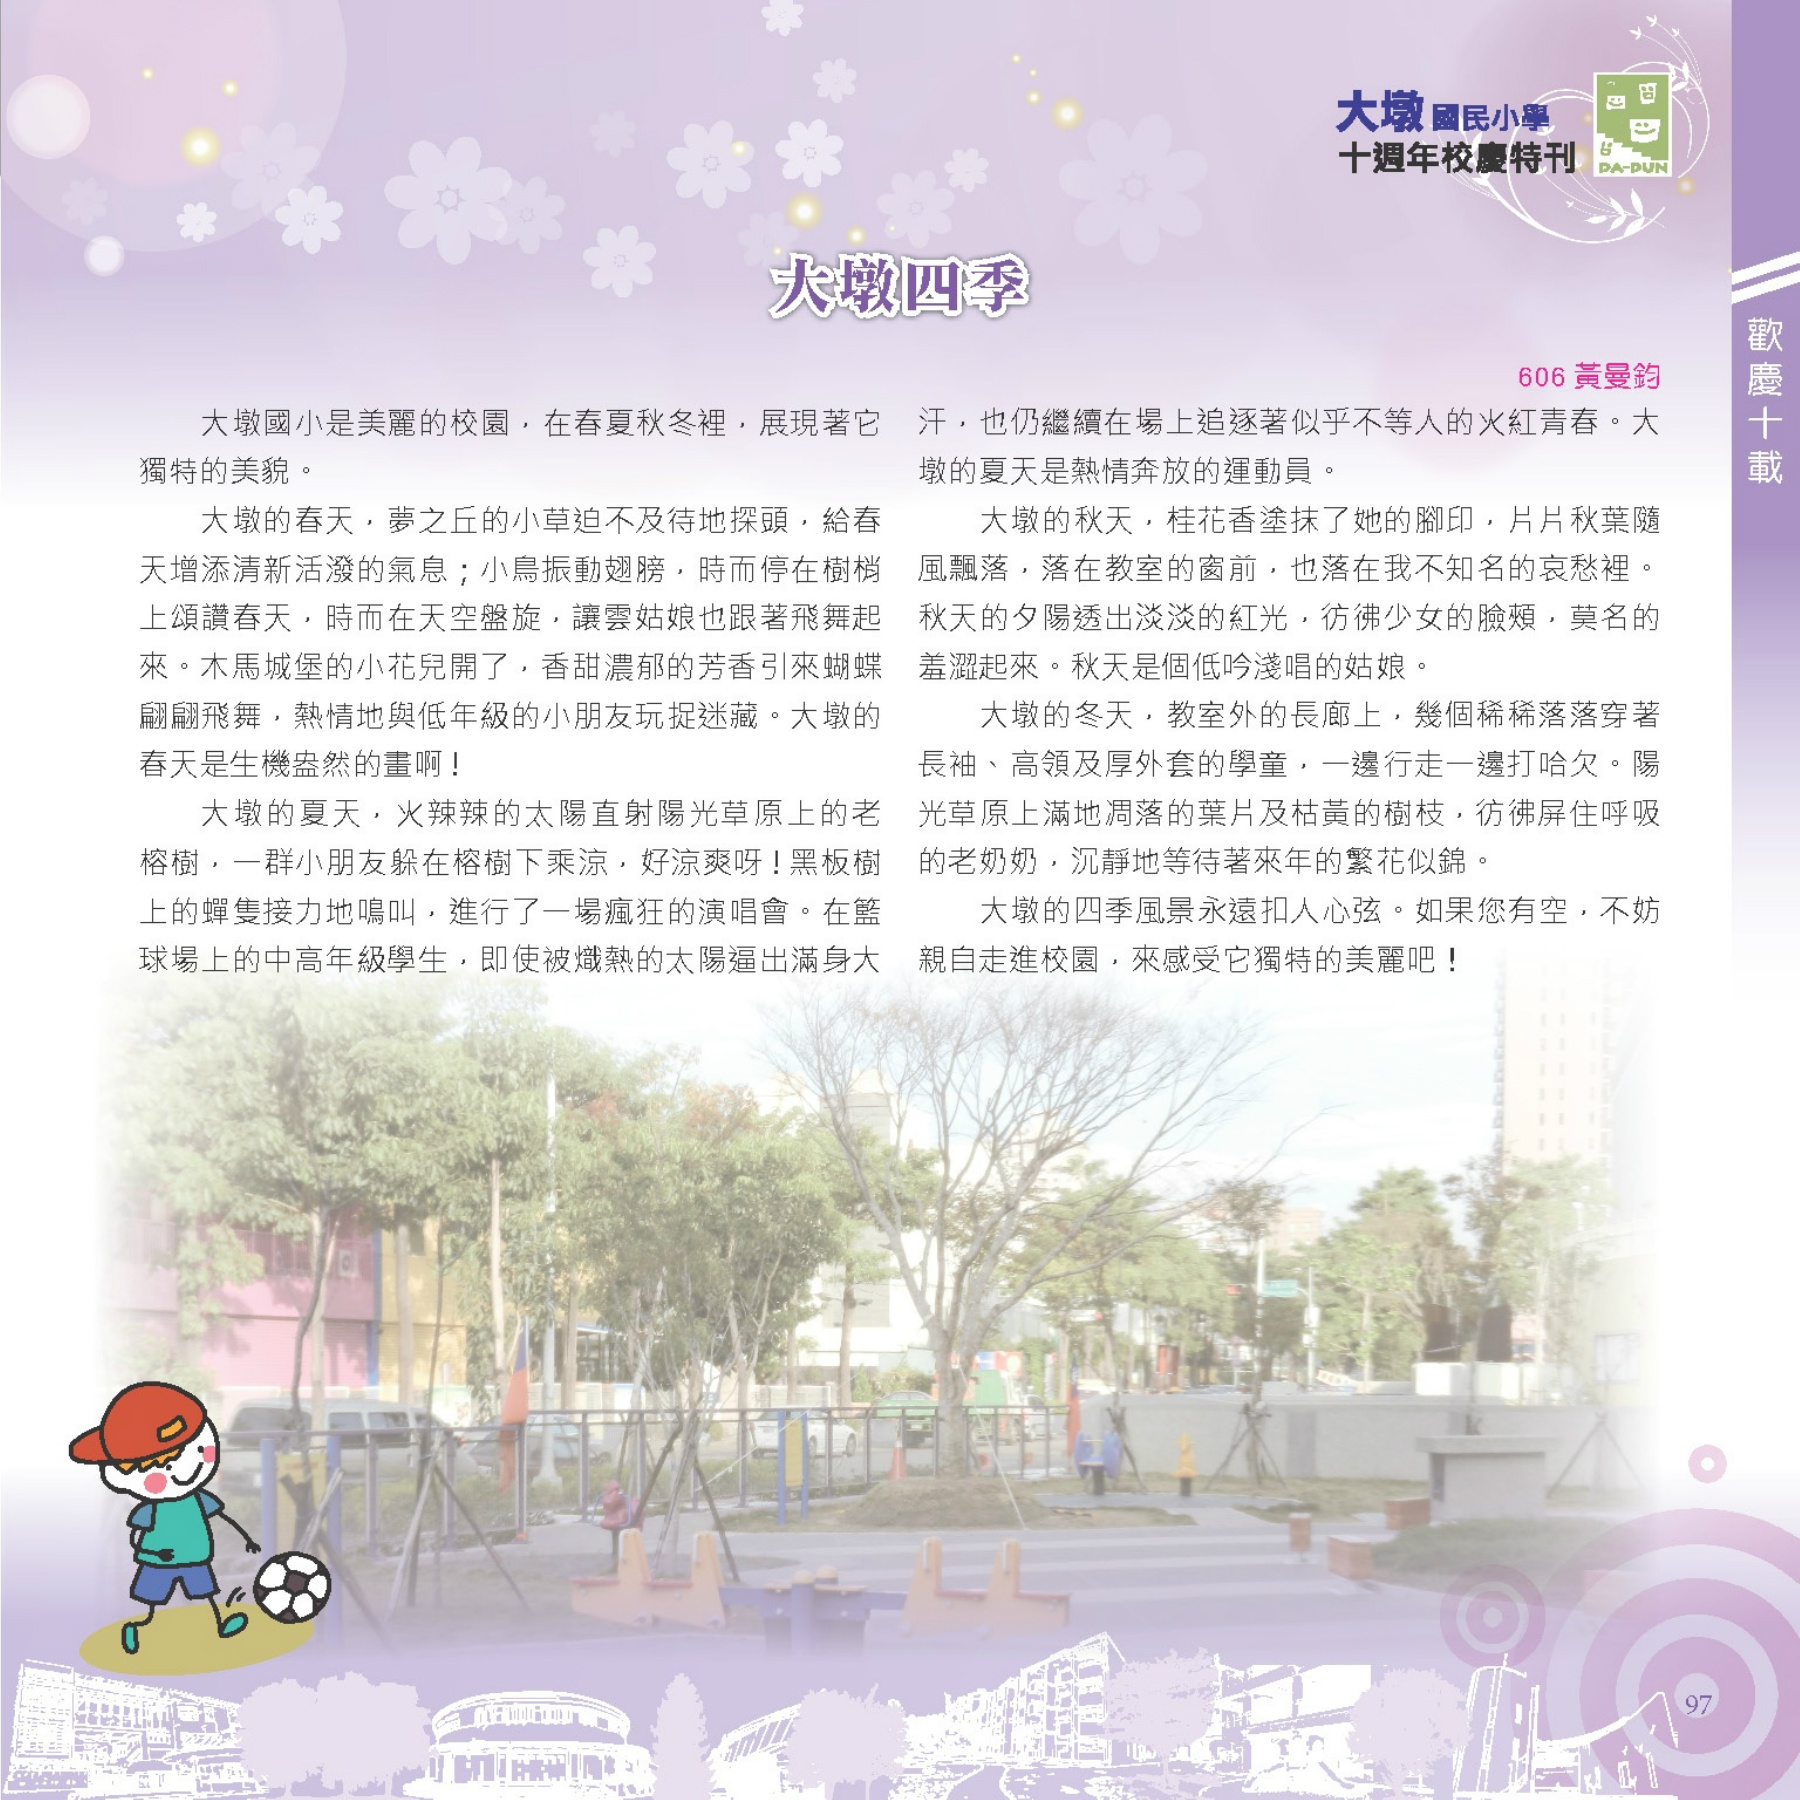 大墩國民小學
十週年校慶特刊
DA-DUN
大墩四季
歡慶十載
606 黃曼鈞
大墩國小是美麗的校園，在春夏秋冬裡，展現著它
獨特的美貌。
大墩的春天，夢之丘的小草迫不及待地探頭，給春
天增添清新活潑的氣息；小鳥振動翅膀，時而停在樹梢
上頌讚春天，時而在天空盤旋，讓雲姑娘也跟著飛舞起
來。木馬城堡的小花兒開了，香甜濃郁的芳香引來蝴蝶
翩翩飛舞，熱情地與低年級的小朋友玩捉迷藏。大墩的
春天是生機盎然的畫啊！
大墩的夏天，火辣辣的太陽直射陽光草原上的老
榕樹，一群小朋友躲在榕樹下乘涼，好涼爽呀！黑板樹
上的蟬隻接力地鳴叫，進行了一場瘋狂的演唱會。在籃
球場上的中高年級學生，即使被熾熱的太陽逼出滿身大
汗，也仍繼續在場上追逐著似乎不等人的火紅青春。大
墩的夏天是熱情奔放的運動員。
大墩的秋天，桂花香塗抹了她的腳印，片片秋葉隨
風飄落，落在教室的窗前，也落在我不知名的哀愁裡。
秋天的夕陽透出淡淡的紅光，彷彿少女的臉頰，莫名的
羞澀起來。秋天是個低吟淺唱的姑娘。
大墩的冬天，教室外的長廊上，幾個稀稀落落穿著
長袖、高領及厚外套的學童，一邊行走一邊打哈欠。陽
光草原上滿地凋落的葉片及枯黃的樹枝，彷彿屏住呼吸
的老奶奶，沉靜地等待著來年的繁花似錦。
大墩的四季風景永遠扣人心弦。如果您有空，不妨
親自走進校園，來感受它獨特的美麗吧！
97